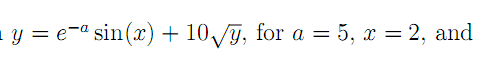 y = e^{-a} sin(x) + 10√y, for a = 5, x = 2, and